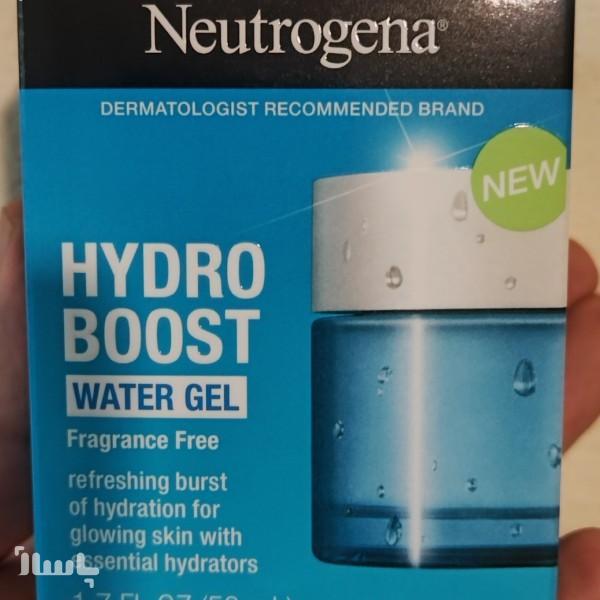 Neutrogena®
DERMATOLOGIST RECOMMENDED BRAND
NEW
HYDRO
BOOST
WATER GEL
Fragrance Free
refreshing burst
of hydration for
glowing skin with
essential hydrators
پاساژ